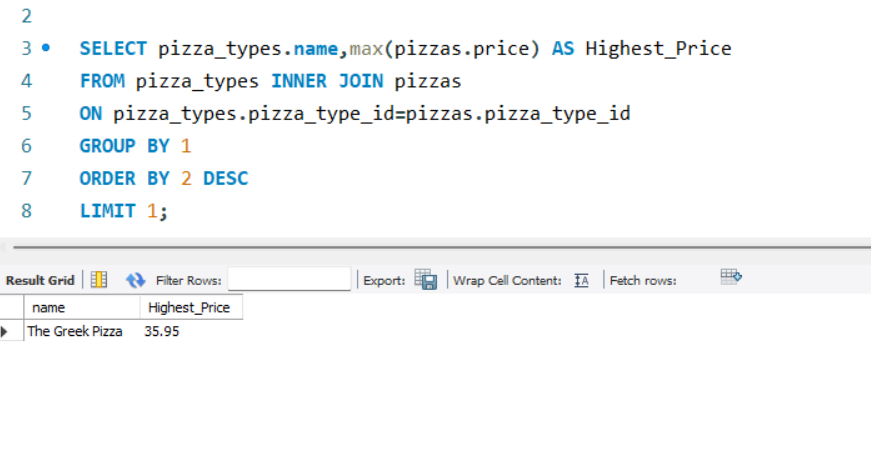 2
3 SELECT pizza_types.name,max(pizzas.price) AS Highest_Price
4 FROM pizza_types INNER JOIN pizzas
5 ON pizza_types.pizza_type_id=pizzas.pizza_type_id
6 GROUP BY 1
7 ORDER BY 2 DESC
8 LIMIT 1;
Result Grid Filter Rows: Export: Wrap Cell Content: IA Fetch rows:
name Highest_Price
The Greek Pizza 35.95